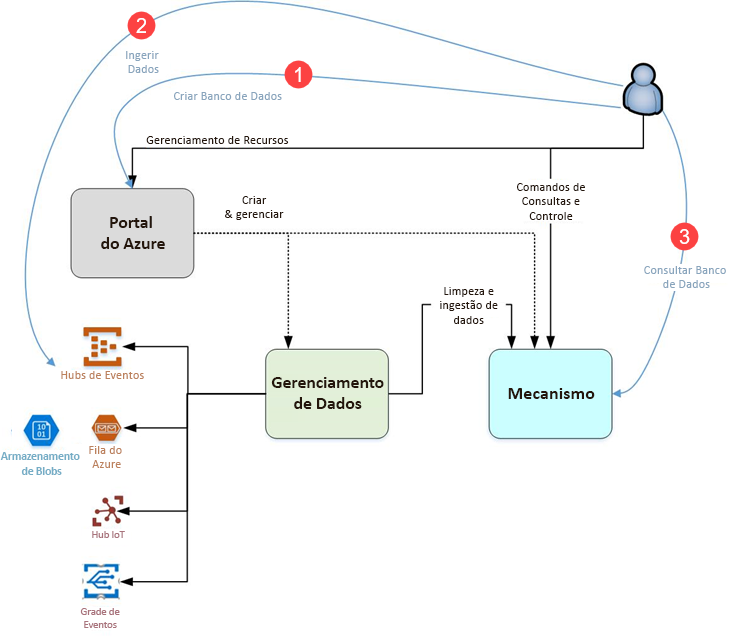 2
Ingerir
Dados
1
Criar Banco de Dados
Gerenciamento de Recursos
Comandos de
Consultas e
Controle
Criar
& gerenciar
Portal
do Azure
3
Consultar Banco
de Dados
Limpeza e
ingestão de
dados
Hubs de Eventos
Gerenciamento
de Dados
Mecanismo
10
01
Armazenamento
de Blobs
Fila do
Azure
Hub IoT
Grade de
Eventos